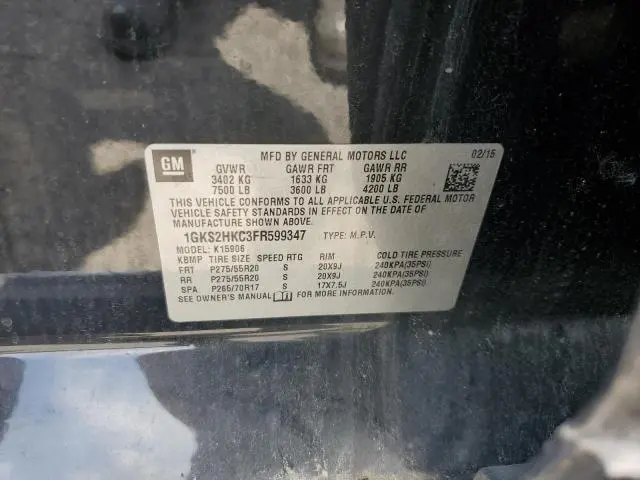 GM
MFD BY GENERAL MOTORS LLC 02/15
GVWR GAWR FRT GAWR RR
3402 KG 1633 KG 1905 KG
7500 LB 3600 LB 4200 LB
THIS VEHICLE CONFORMS TO ALL APPLICABLE U.S. FEDERAL MOTOR
VEHICLE SAFETY STANDARDS IN EFFECT ON THE DATE OF
MANUFACTURE SHOWN ABOVE.
1GKS2HKC3FR599347 TYPE: M.P.V.
MODEL: K15906
KBMP TIRE SIZE SPEED RTG RIM COLD TIRE PRESSURE
FRT P275/55R20 S 20X9J 240KPA(35PSI)
RR P275/55R20 S 20X9J 240KPA(35PSI)
SPA P265/70R17 S 17X7.5J 240KPA(35PSI)
SEE OWNER'S MANUAL FOR MORE INFORMATION.